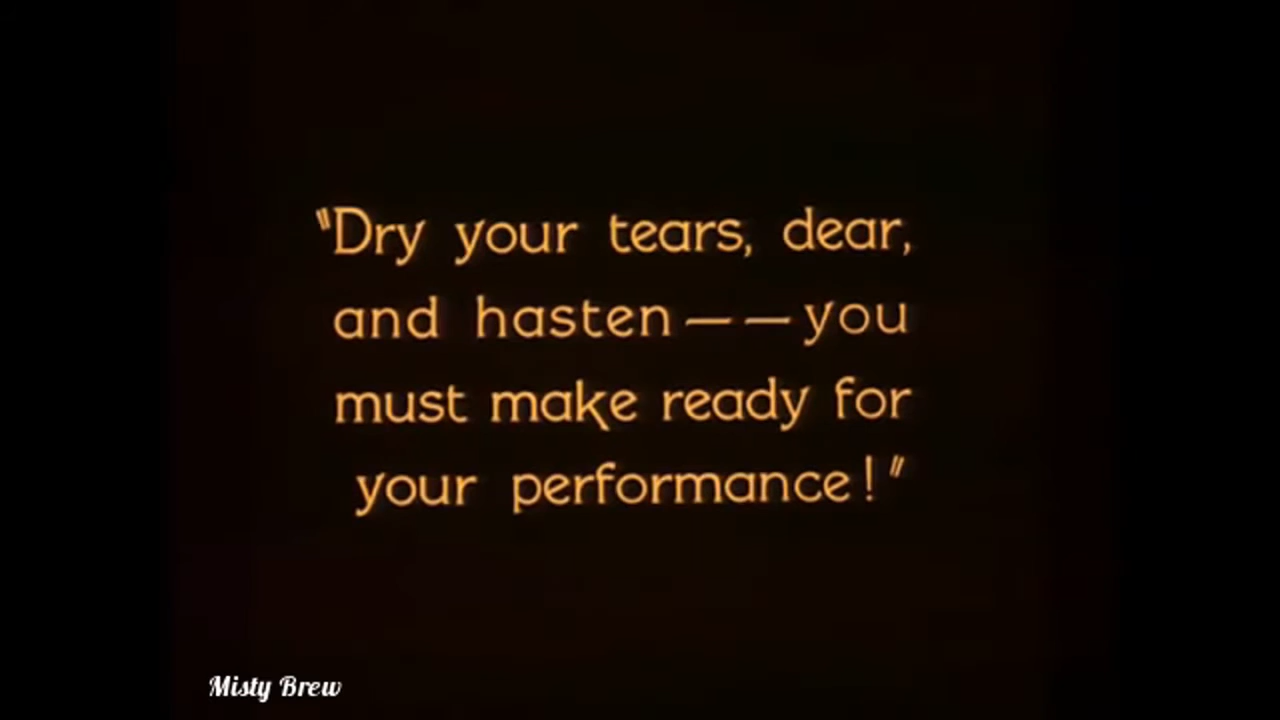 "Dry your tears, dear,
and hasten——you
must make ready for
your performance!"
Misty Brew